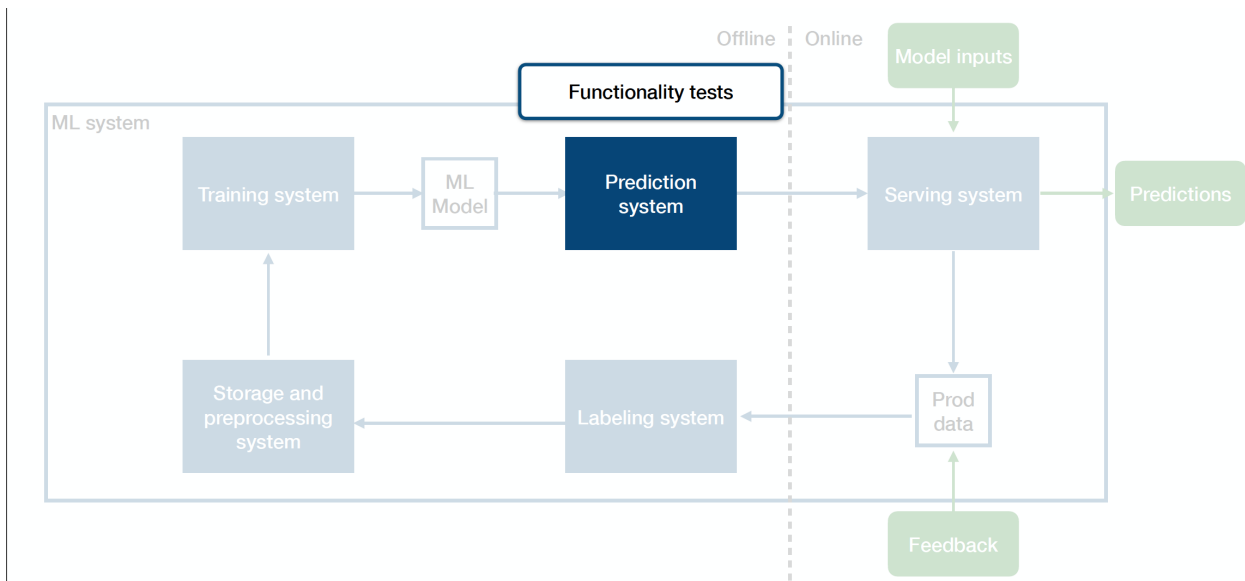 Offline
Online
Model inputs
Functionality tests
ML system
Training system
ML
Model
Prediction
system
Serving system
Predictions
Storage and
preprocessing
system
Labeling system
Prod
data
Feedback